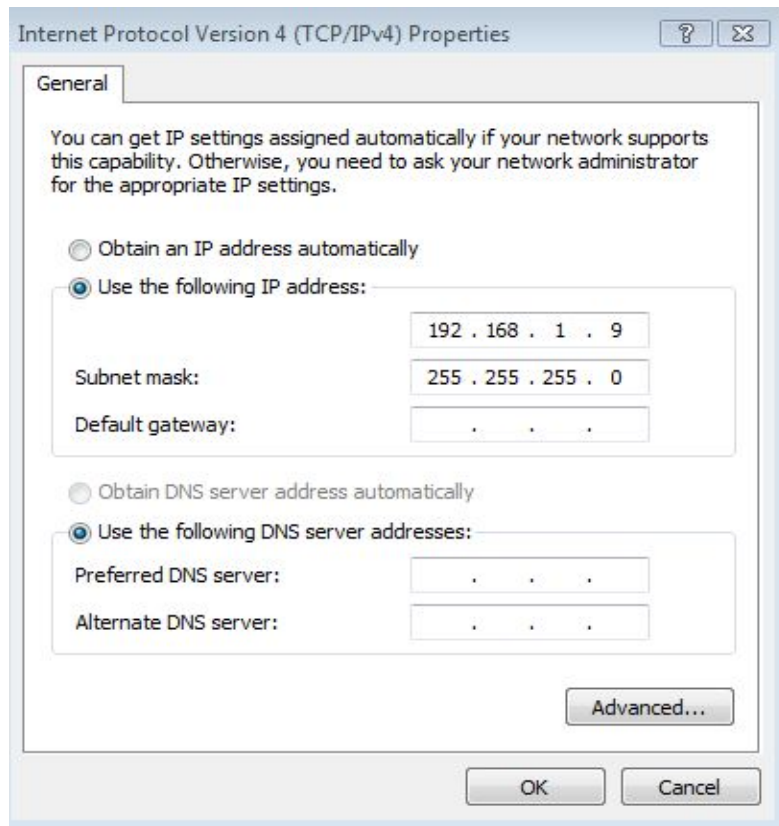 Internet Protocol Version 4 (TCP/IPv4) Properties
General
You can get IP settings assigned automatically if your network supports
this capability. Otherwise, you need to ask your network administrator
for the appropriate IP settings.
Obtain an IP address automatically
Use the following IP address:
192 . 168 . 1 . 9
Subnet mask: 255 . 255 . 255 . 0
Default gateway: . . .
Obtain DNS server address automatically
Use the following DNS server addresses:
Preferred DNS server: . . .
Alternate DNS server: . . .
Advanced...
OK Cancel